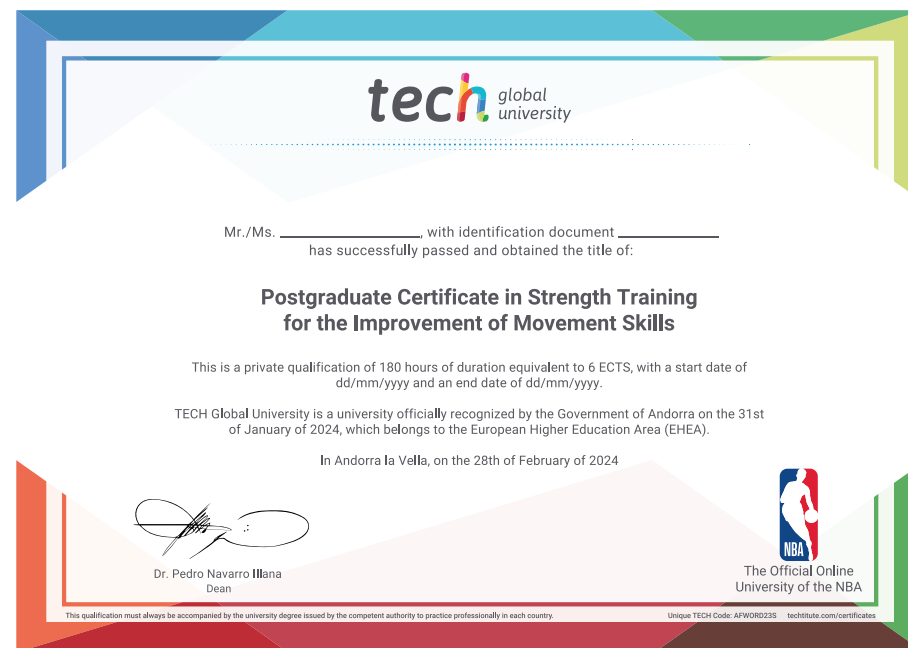 tech global
university
Mr./Ms. ____________________, with identification document ______________
has successfully passed and obtained the title of:
Postgraduate Certificate in Strength Training
for the Improvement of Movement Skills
This is a private qualification of 180 hours of duration equivalent to 6 ECTS, with a start date of
dd/mm/yyyy and an end date of dd/mm/yyyy.
TECH Global University is a university officially recognized by the Government of Andorra on the 31st
of January of 2024, which belongs to the European Higher Education Area (EHEA).
In Andorra la Vella, on the 28th of February of 2024
Dr. Pedro Navarro Illana
Dean
NBA
The Official Online
University of the NBA
This qualification must always be accompanied by the university degree issued by the competent authority to practice professionally in each country.
Unique TECH Code: AFWORD23S techtitute.com/certificates